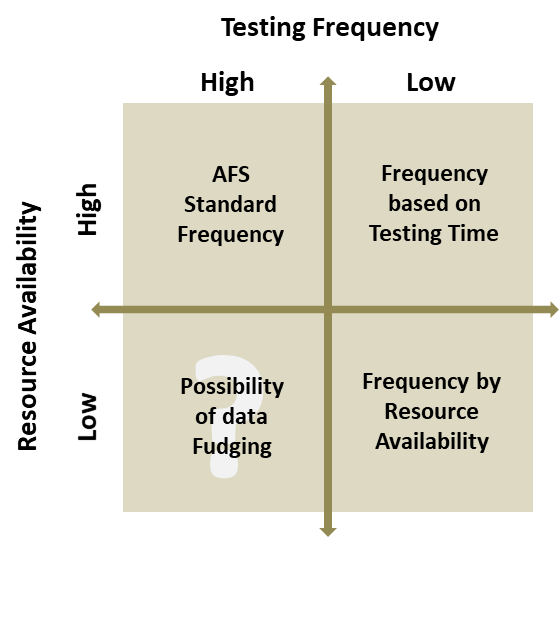 Testing Frequency
High
Low
Resource Availability
High
AFS
Standard
Frequency
Frequency
based on
Testing Time
Low
?
Possibility
of data
Fudging
Frequency by
Resource
Availability